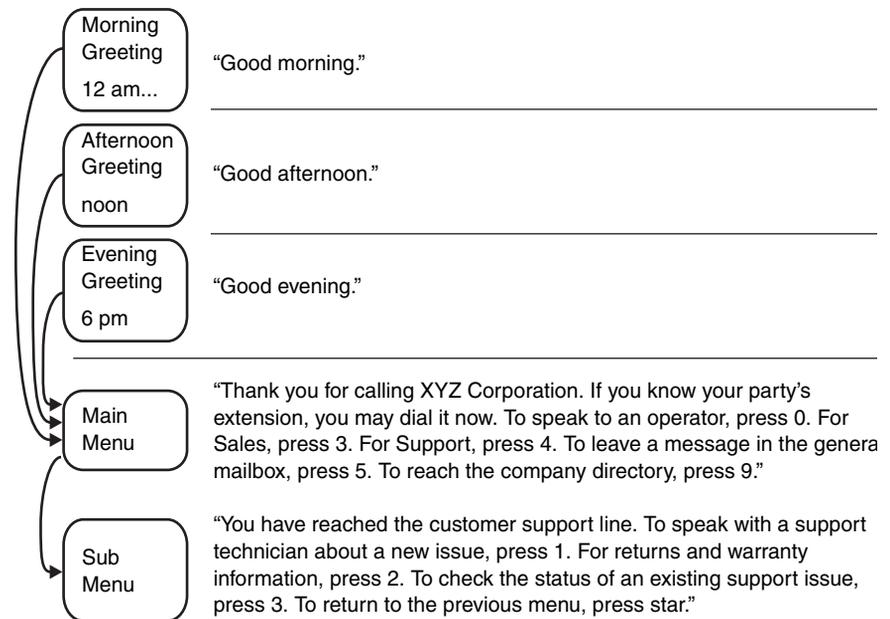 Morning
Greeting
12 am...
“Good morning.”
Afternoon
Greeting
noon
“Good afternoon.”
Evening
Greeting
6 pm
“Good evening.”
Main
Menu
“Thank you for calling XYZ Corporation. If you know your party’s
extension, you may dial it now. To speak to an operator, press 0. For
Sales, press 3. For Support, press 4. To leave a message in the genera
mailbox, press 5. To reach the company directory, press 9.”
Sub
Menu
“You have reached the customer support line. To speak with a support
technician about a new issue, press 1. For returns and warranty
information, press 2. To check the status of an existing support issue,
press 3. To return to the previous menu, press star.”